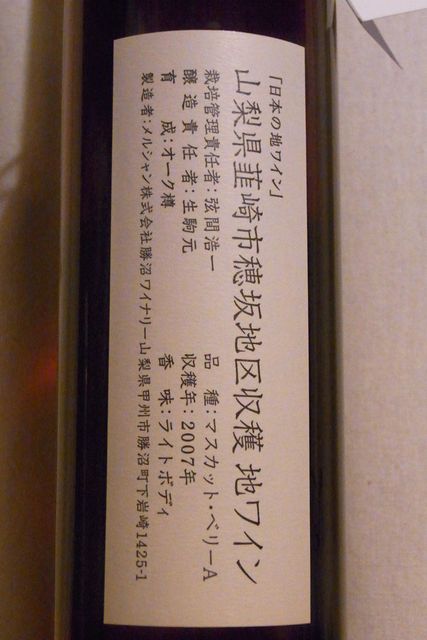 「日本の地ワイン」
山梨県韮崎市穂坂地区収穫 地ワイン
栽培管理責任者：弦間浩一 品種：マスカット・ベリーA
醸造責任者：生駒元 収穫年：2007年
育成：オーク樽 香味：ライトボディ
製造者：メルシャン株式会社勝沼ワイナリー山梨県甲州市勝沼町下岩崎1425-1